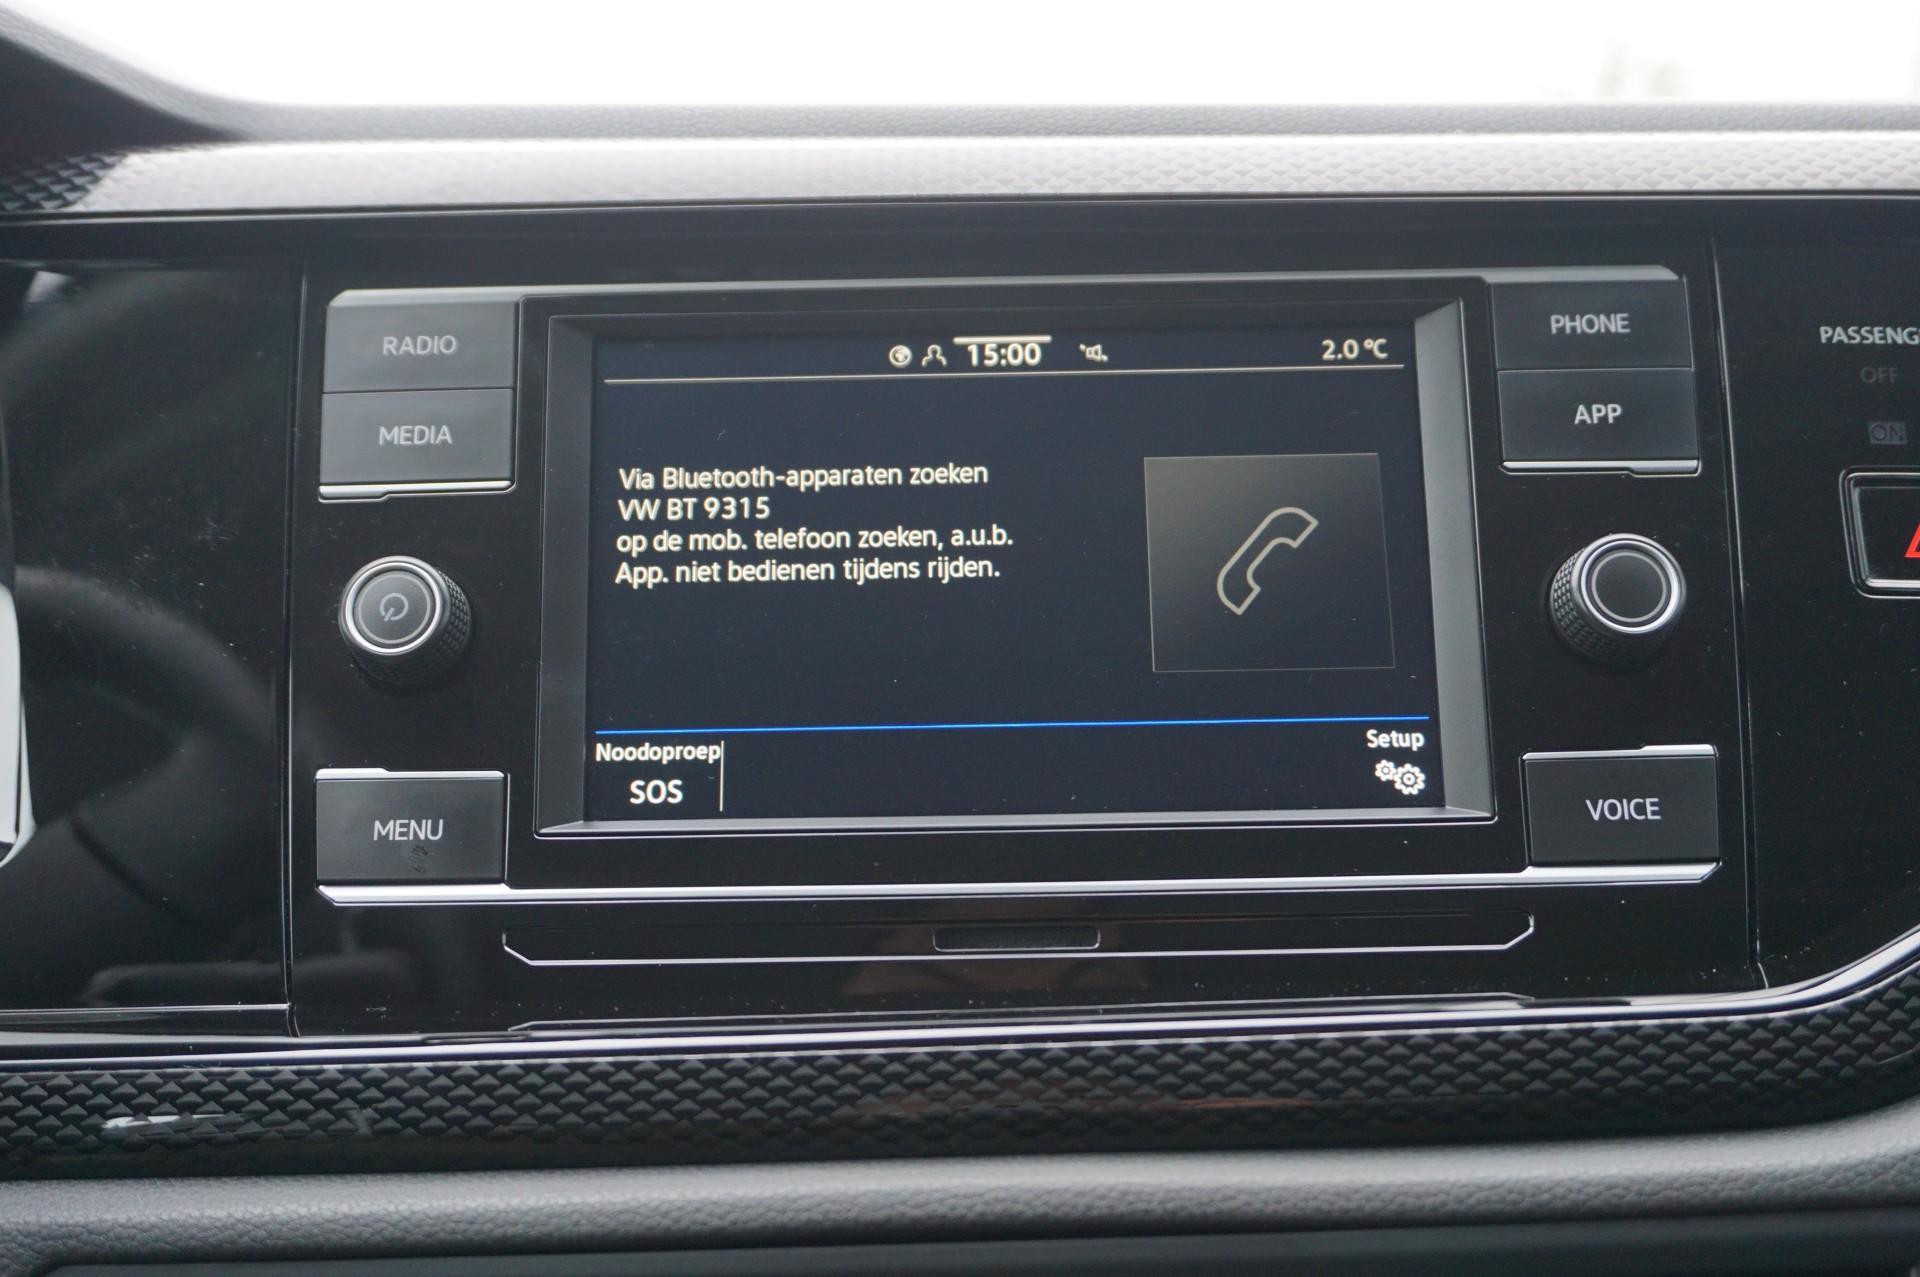 RADIO
MEDIA
MENU
15:00
2.0 °C
Via Bluetooth-apparaten zoeken
VW BT 9315
op de mob. telefoon zoeken, a.u.b.
App. niet bedienen tijdens rijden.
Noodoproep
SOS
Setup
PHONE
APP
VOICE
PASSENG
OFF
ON